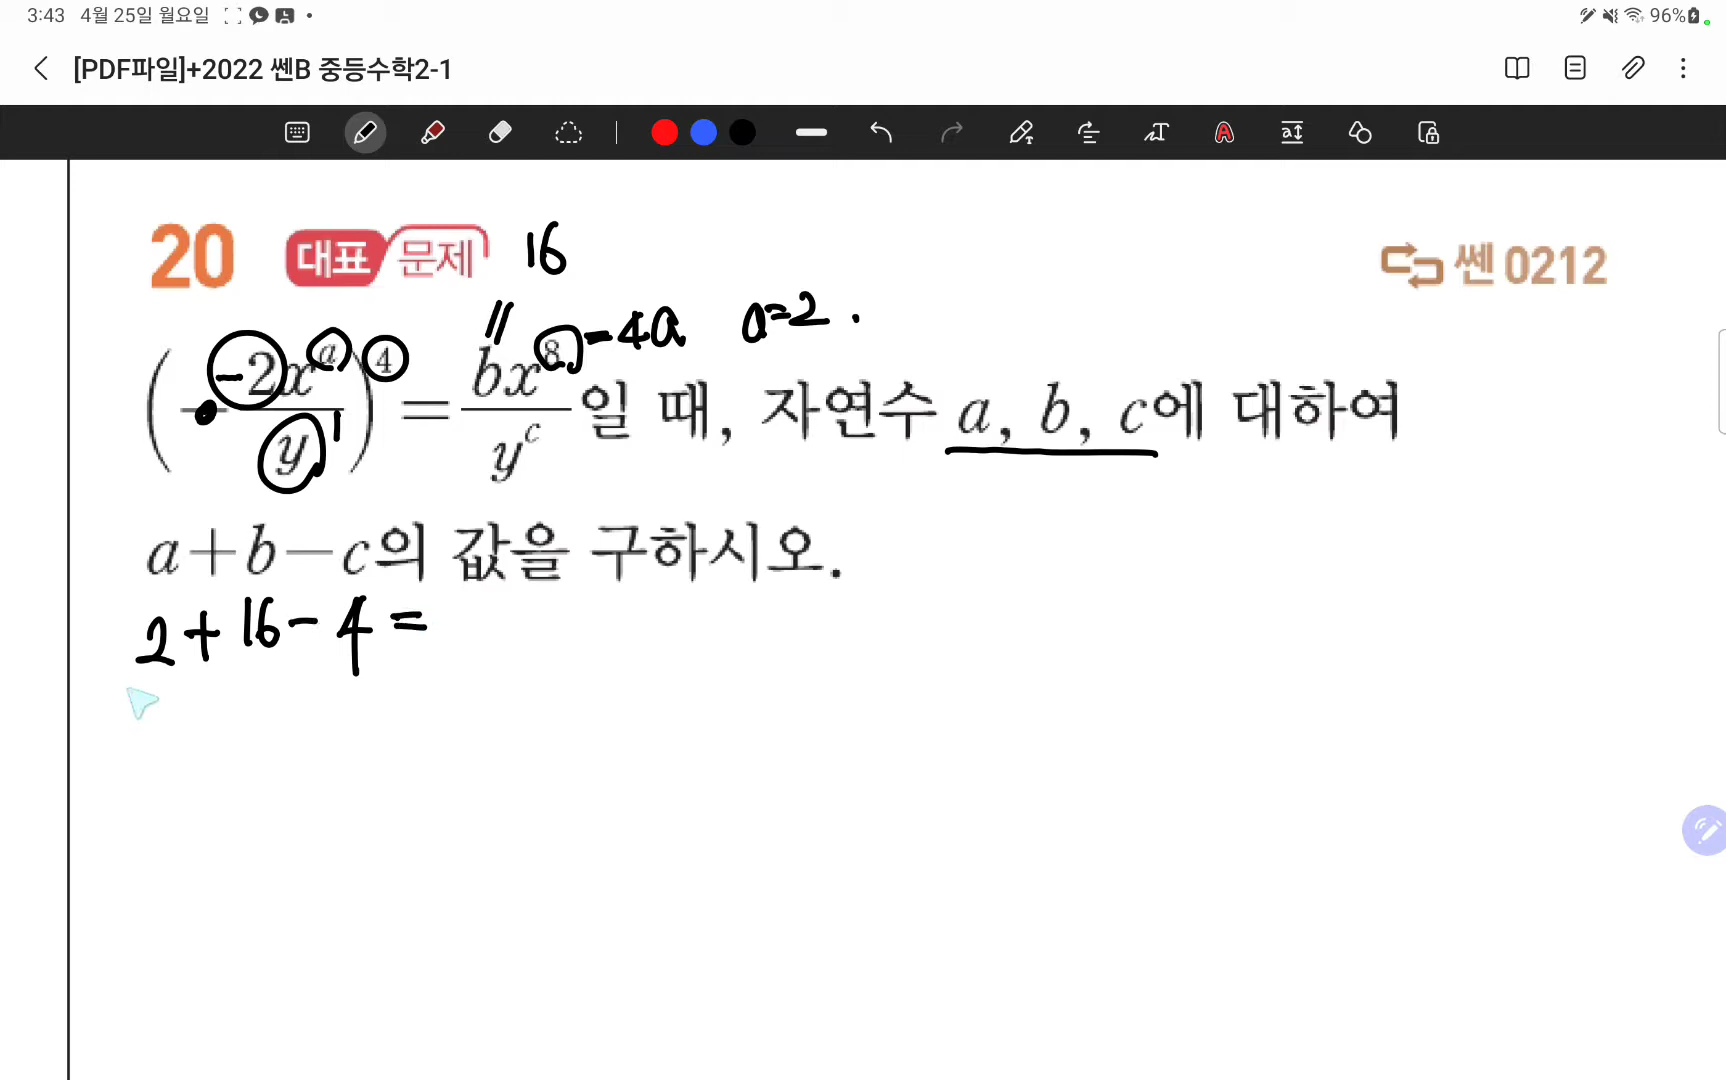 3:43 4월 25일 월요일 96%
[PDF파일]+2022 쎈B 중등수학2-1
20 대표 문제 16 쎈 0212
= 4a a=2.
(-2x^a/y)^4 = bx^8/y^c 일 때, 자연수 a, b, c에 대하여
1
a+b-c의 값을 구하시오.
2+16-4=